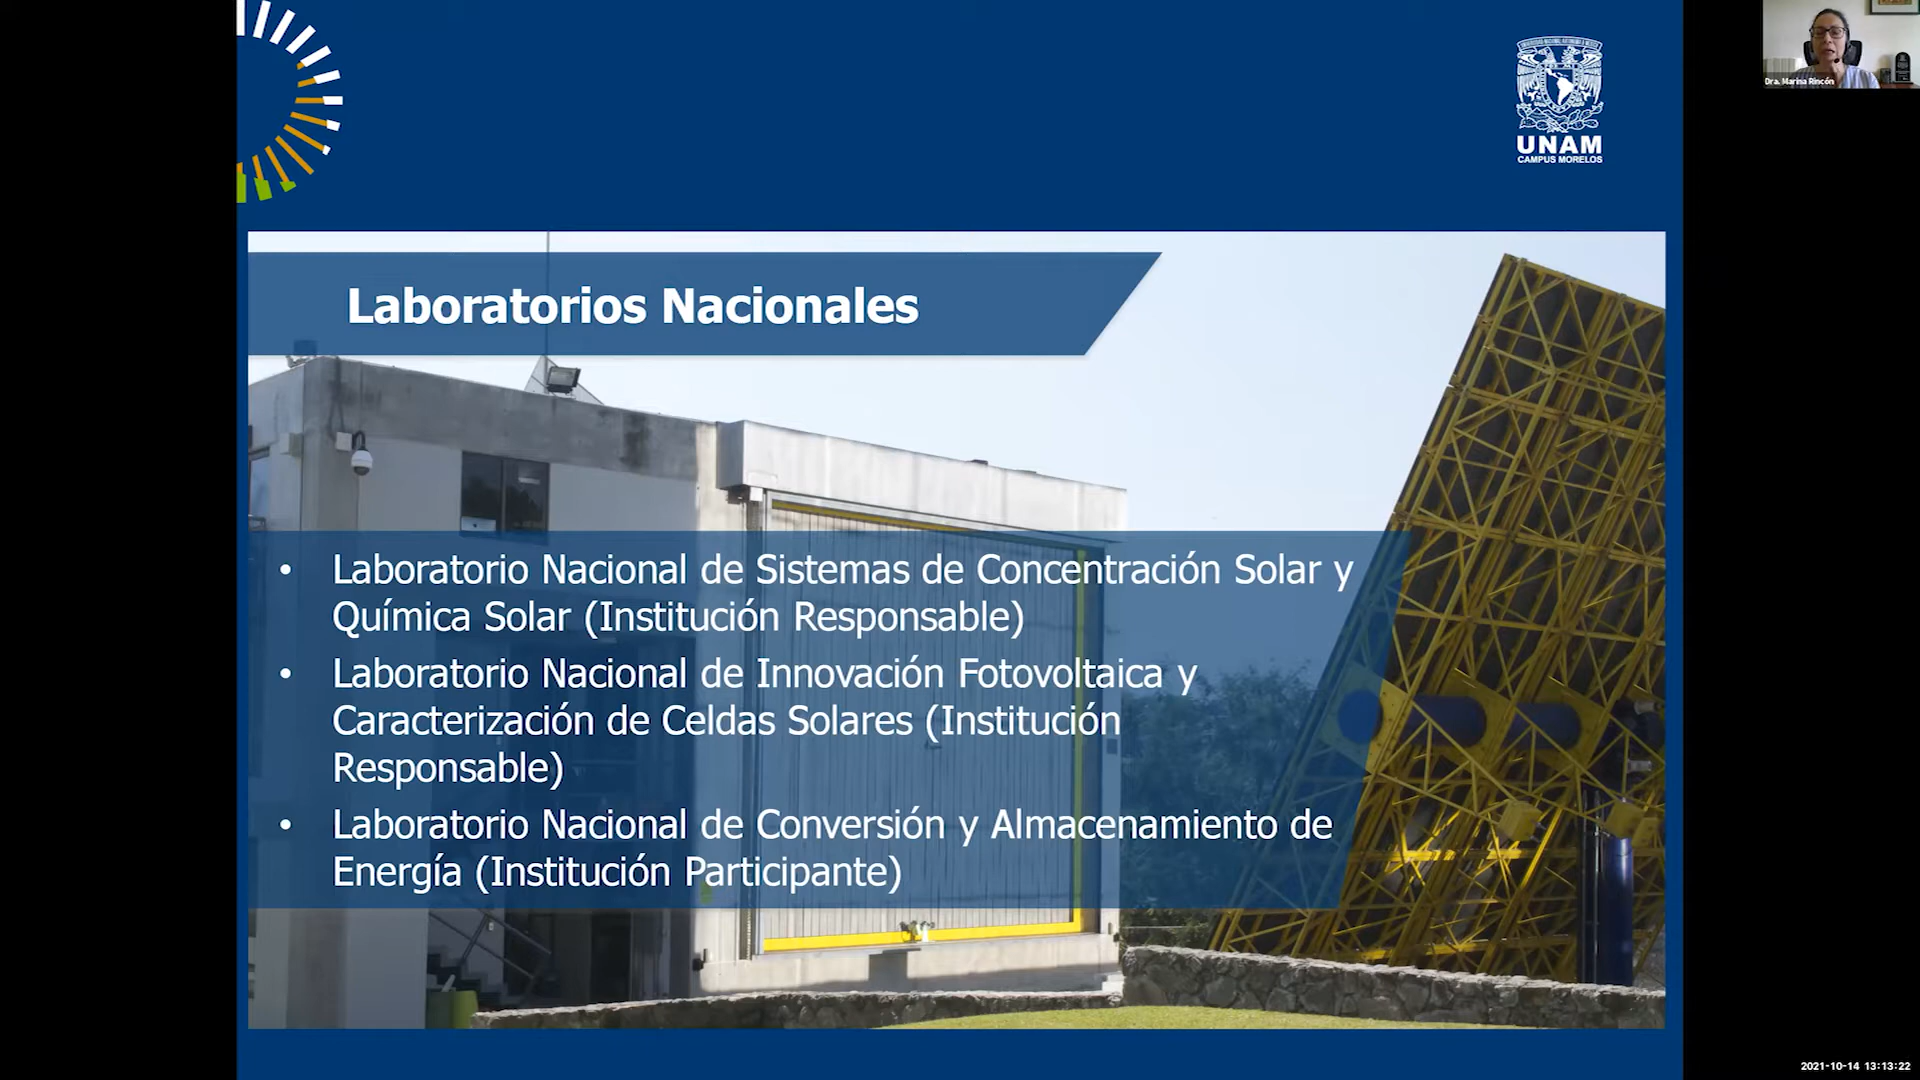 Dra. Marina Rincón
UNAM
CAMPUS MORELOS
Laboratorios Nacionales
• Laboratorio Nacional de Sistemas de Concentración Solar y
Química Solar (Institución Responsable)
• Laboratorio Nacional de Innovación Fotovoltaica y
Caracterización de Celdas Solares (Institución
Responsable)
• Laboratorio Nacional de Conversión y Almacenamiento de
Energía (Institución Participante)
2021-10-14 13:13:22